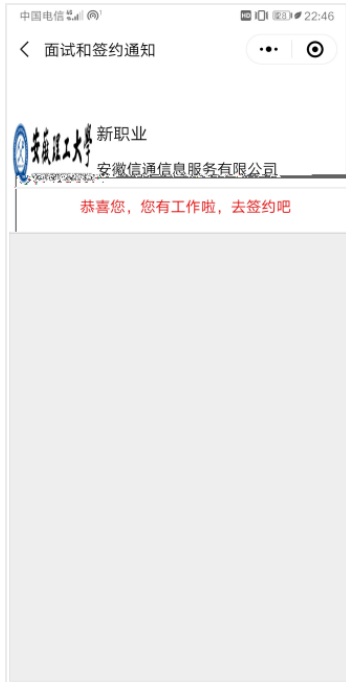 中国电信
HD
22:46
面试和签约通知
安徽理工大学
新职业
安徽信通信息服务有限公司
恭喜您，您有工作啦，去签约吧